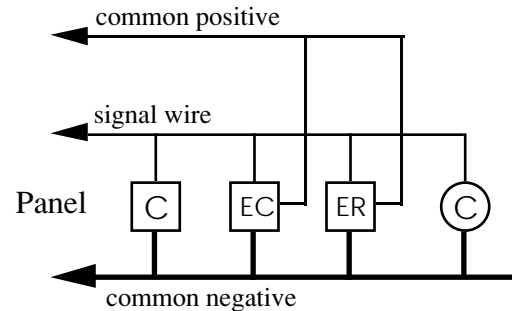 common positive
signal wire
Panel
C
EC
ER
C
common negative